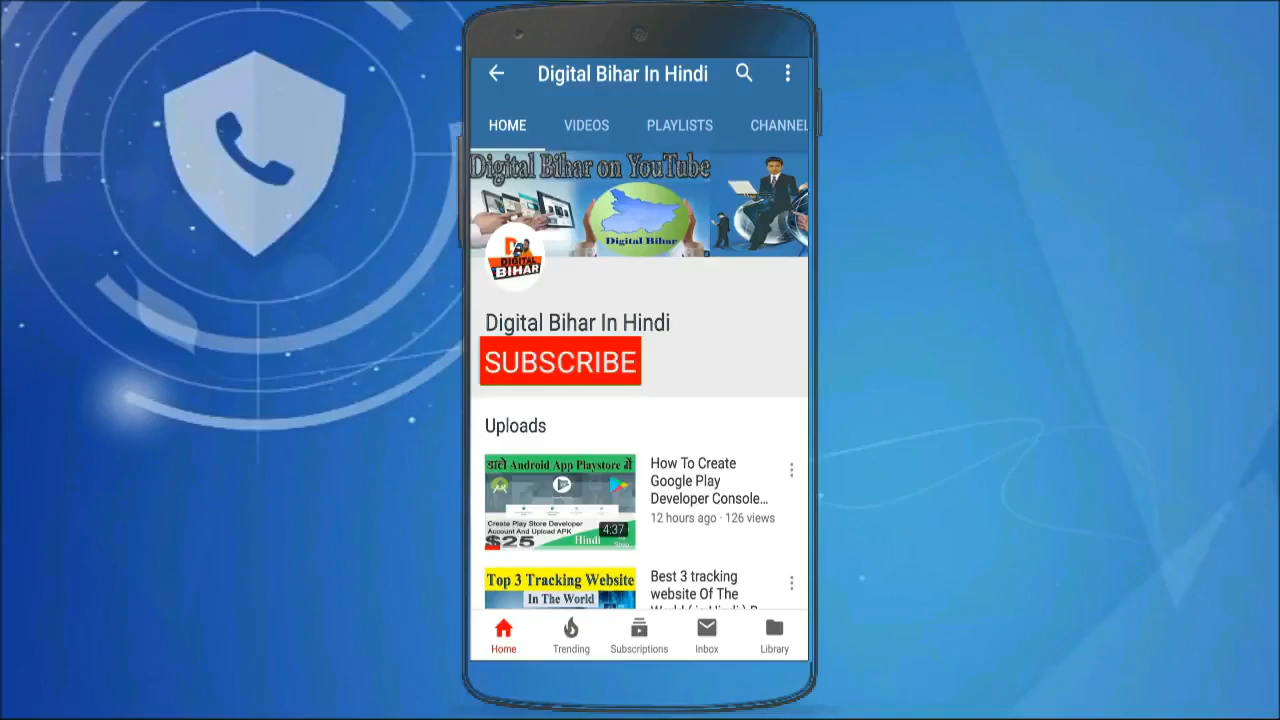 Digital Bihar In Hindi
HOME VIDEOS PLAYLISTS CHANNEL
Digital Bihar on YouTube
Digital Bihar
DIGITAL
BIHAR
Digital Bihar In Hindi
SUBSCRIBE
Uploads
डाले Android App Playstore में
Create Play Store Developer
Account And Upload APK
$25
Hindi
4:37
How To Create
Google Play
Developer Console...
12 hours ago · 126 views
Top 3 Tracking Website
In The World
Best 3 tracking
website Of The
World ( in Hindi )
Home Trending Subscriptions Inbox Library